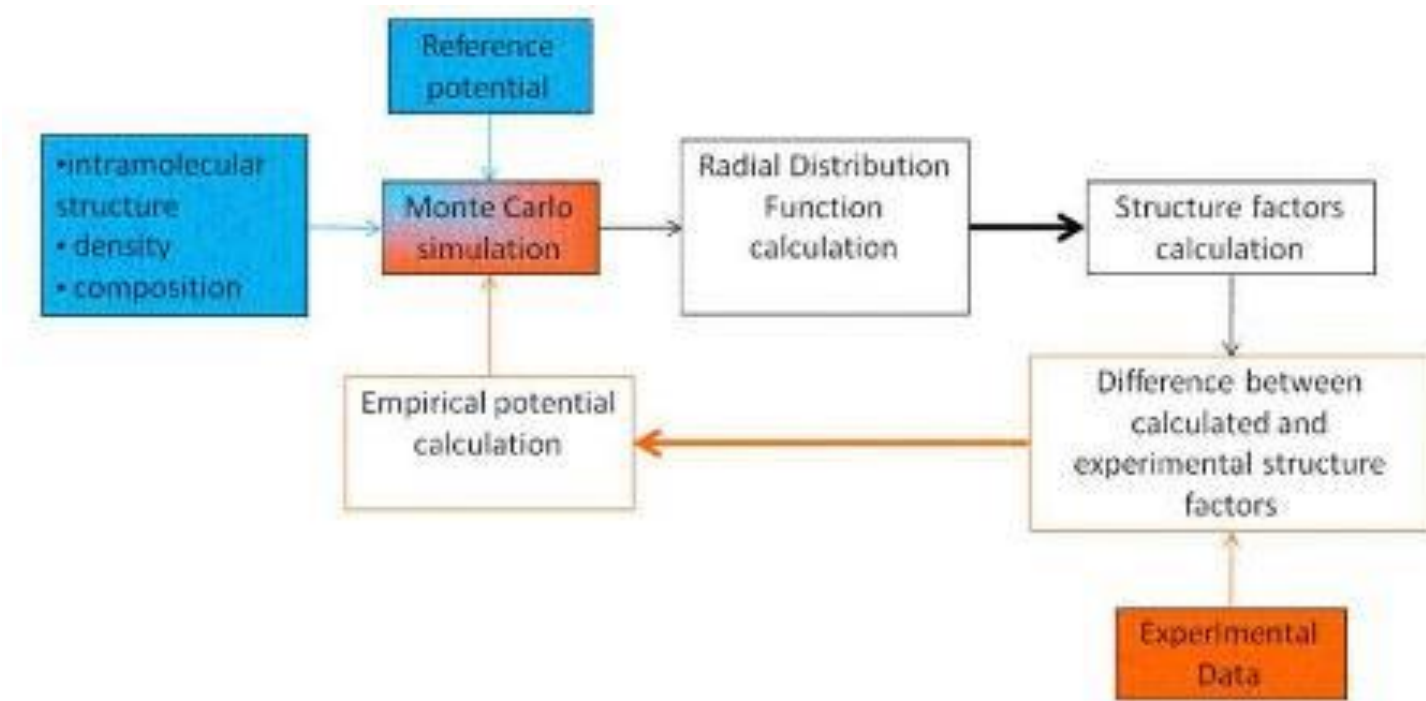 Reference
potential
•intramolecular
structure
• density
• composition
Monte Carlo
simulation
Radial Distribution
Function
calculation
Structure factors
calculation
Empirical potential
calculation
Difference between
calculated and
experimental structure
factors
Experimental
Data